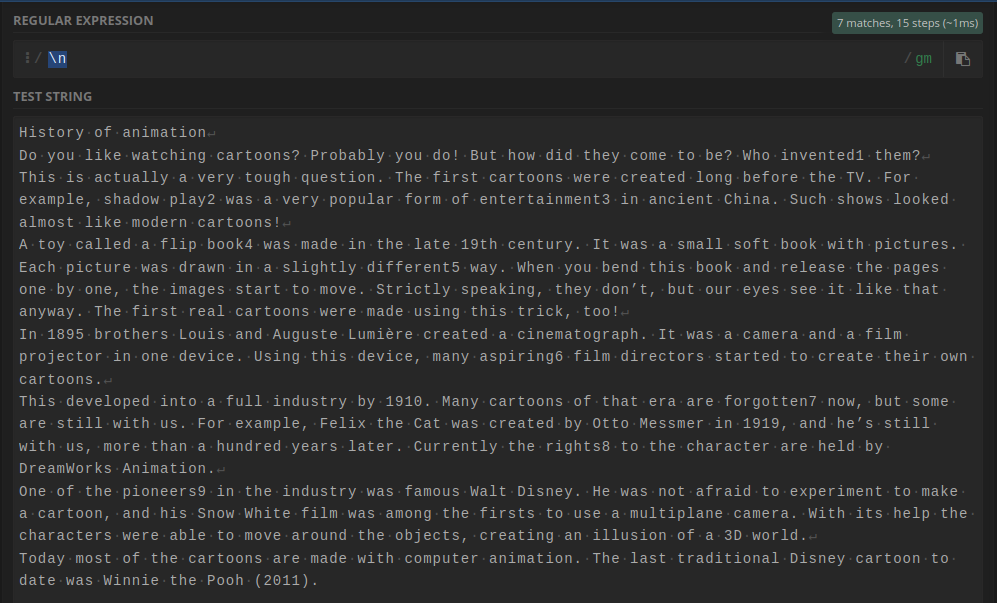 REGULAR EXPRESSION
7 matches, 15 steps (~1ms)
/ \n / gm
TEST STRING
History of animation↵
Do you like watching cartoons? Probably you do! But how did they come to be? Who invented1 them?↵
This is actually a very tough question. The first cartoons were created long before the TV. For
example, shadow play2 was a very popular form of entertainment3 in ancient China. Such shows looked
almost like modern cartoons!↵
A toy called a flip book4 was made in the late 19th century. It was a small soft book with pictures.
Each picture was drawn in a slightly different5 way. When you bend this book and release the pages
one by one, the images start to move. Strictly speaking, they don’t, but our eyes see it like that
anyway. The first real cartoons were made using this trick, too!↵
In 1895 brothers Louis and Auguste Lumière created a cinematograph. It was a camera and a film
projector in one device. Using this device, many aspiring6 film directors started to create their own
cartoons.↵
This developed into a full industry by 1910. Many cartoons of that era are forgotten7 now, but some
are still with us. For example, Felix the Cat was created by Otto Messmer in 1919, and he’s still
with us, more than a hundred years later. Currently the rights8 to the character are held by
DreamWorks Animation.↵
One of the pioneers9 in the industry was famous Walt Disney. He was not afraid to experiment to make
a cartoon, and his Snow White film was among the firsts to use a multiplane camera. With its help the
characters were able to move around the objects, creating an illusion of a 3D world.↵
Today most of the cartoons are made with computer animation. The last traditional Disney cartoon to
date was Winnie the Pooh (2011).